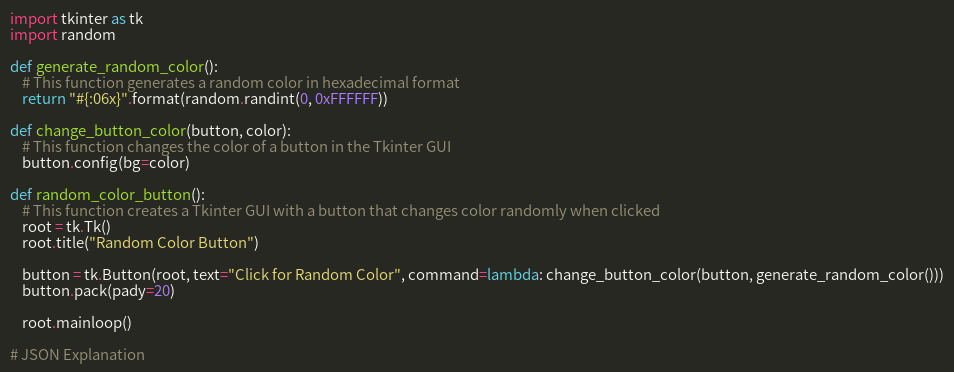 import tkinter as tk
import random

def generate_random_color():
    # This function generates a random color in hexadecimal format
    return "#{:06x}".format(random.randint(0, 0xFFFFFF))

def change_button_color(button, color):
    # This function changes the color of a button in the Tkinter GUI
    button.config(bg=color)

def random_color_button():
    # This function creates a Tkinter GUI with a button that changes color randomly when clicked
    root = tk.Tk()
    root.title("Random Color Button")

    button = tk.Button(root, text="Click for Random Color", command=lambda: change_button_color(button, generate_random_color()))
    button.pack(pady=20)

    root.mainloop()

# JSON Explanation